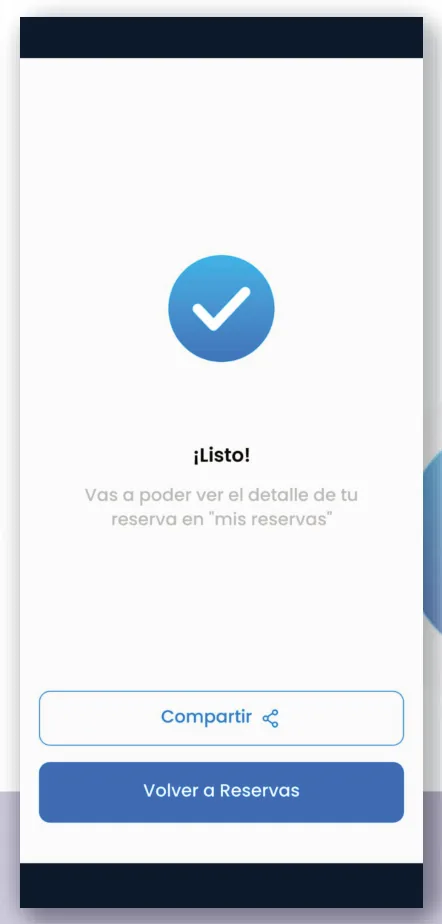 ¡Listo!
Vas a poder ver el detalle de tu
reserva en "mis reservas"
Compartir
Volver a Reservas